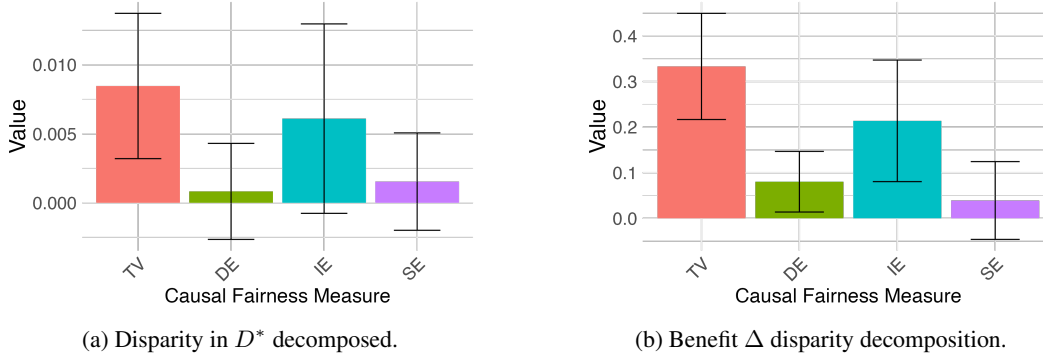 0.010
0.005
0.000
Value
TV
DE
IE
SE
Causal Fairness Measure
(a) Disparity in D* decomposed.
0.4
0.3
0.2
0.1
0.0
Value
TV
DE
IE
SE
Causal Fairness Measure
(b) Benefit Δ disparity decomposition.